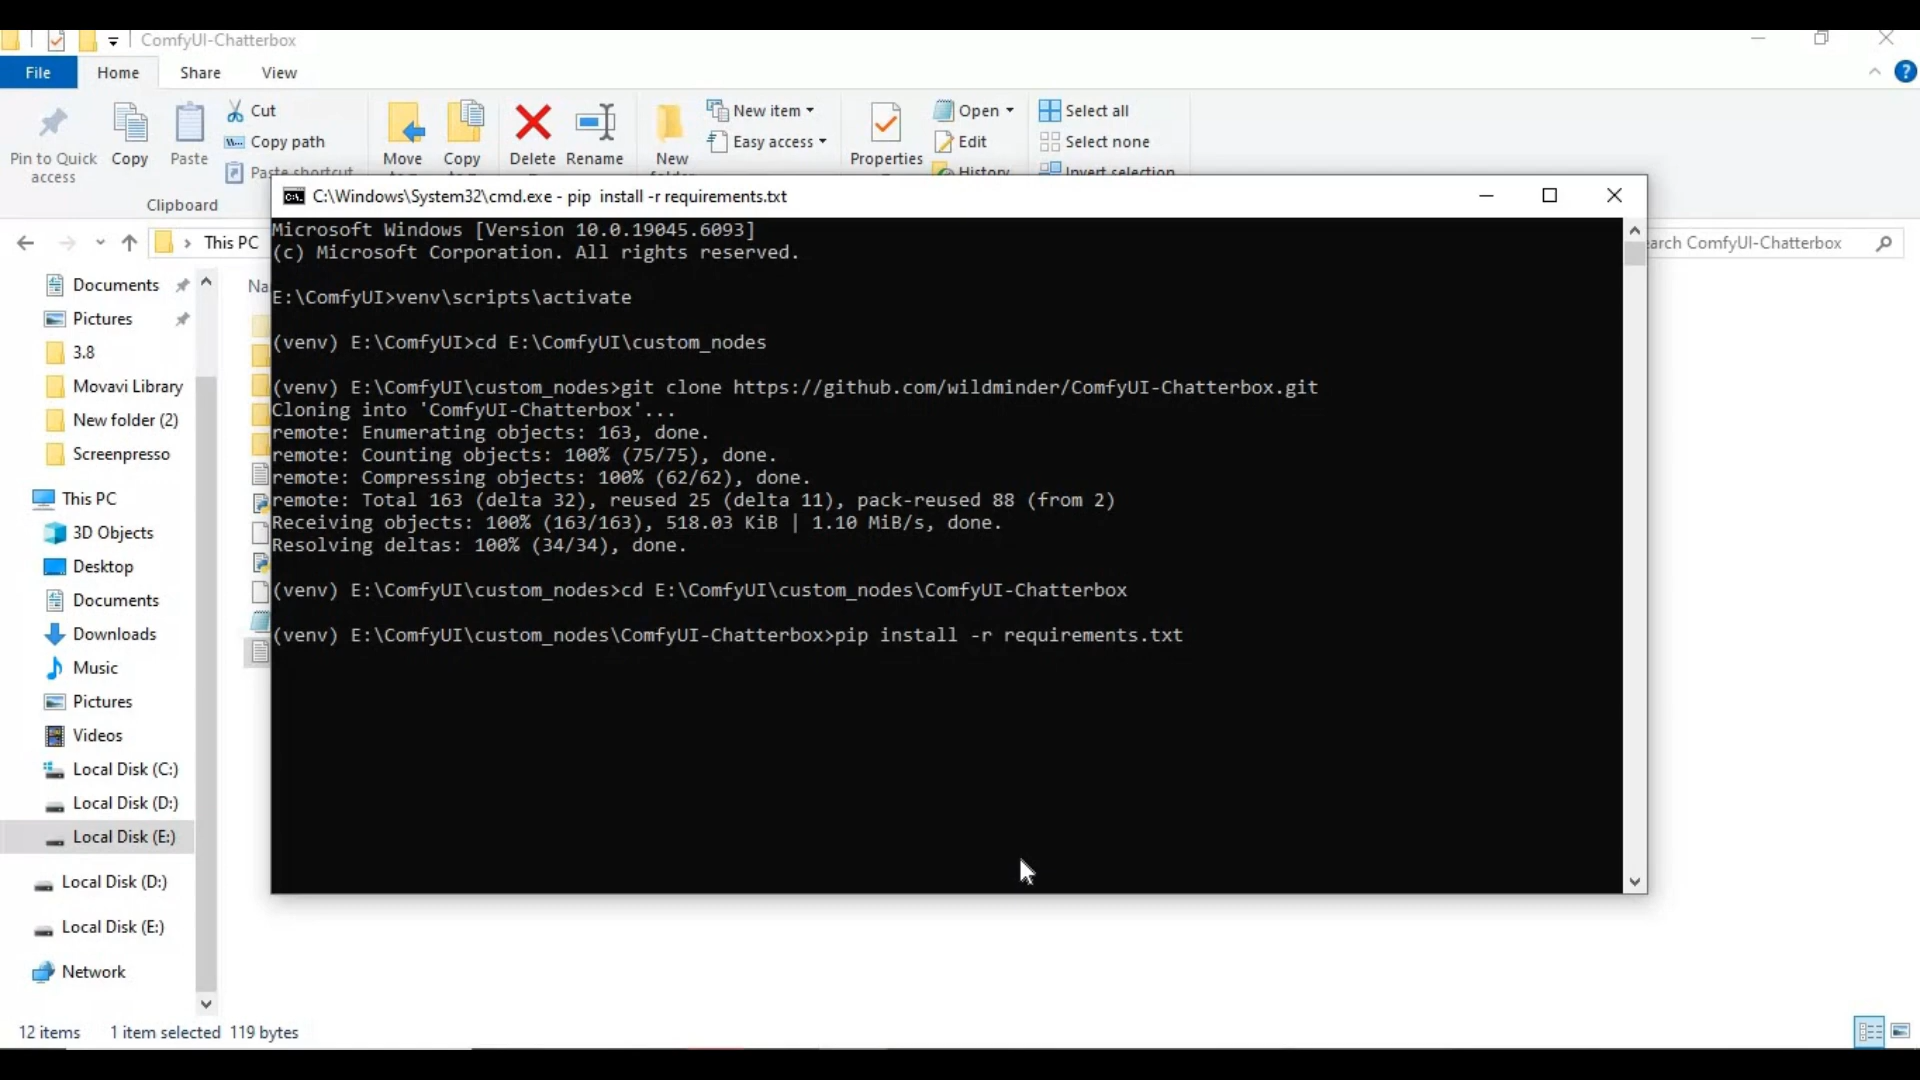 ComfyUI-Chatterbox
File Home Share View
Pin to Quick access
Copy
Paste
Cut
Copy path
Paste shortcut
Clipboard
Move
Copy
Delete
Rename
New
New item
Easy access
Properties
Open
Edit
History
Select all
Select none
Invert selection
C:\Windows\System32\cmd.exe - pip  install -r requirements.txt
This PC
arch ComfyUI-Chatterbox
Microsoft Windows [Version 10.0.19045.6093]
(c) Microsoft Corporation. All rights reserved.
E:\ComfyUI>venv\scripts\activate
(venv) E:\ComfyUI>cd E:\ComfyUI\custom_nodes
(venv) E:\ComfyUI\custom_nodes>git clone https://github.com/wildminder/ComfyUI-Chatterbox.git
Cloning into 'ComfyUI-Chatterbox'...
remote: Enumerating objects: 163, done.
remote: Counting objects: 100% (75/75), done.
remote: Compressing objects: 100% (62/62), done.
remote: Total 163 (delta 32), reused 25 (delta 11), pack-reused 88 (from 2)
Receiving objects: 100% (163/163), 518.03 KiB | 1.10 MiB/s, done.
Resolving deltas: 100% (34/34), done.
(venv) E:\ComfyUI\custom_nodes>cd E:\ComfyUI\custom_nodes\ComfyUI-Chatterbox
(venv) E:\ComfyUI\custom_nodes\ComfyUI-Chatterbox>pip install -r requirements.txt
Na
Documents
Pictures
3.8
Movavi Library
New folder (2)
Screenpresso
This PC
3D Objects
Desktop
Documents
Downloads
Music
Pictures
Videos
Local Disk (C:)
Local Disk (D:)
Local Disk (E:)
Local Disk (D:)
Local Disk (E:)
Network
12 items 1 item selected 119 bytes